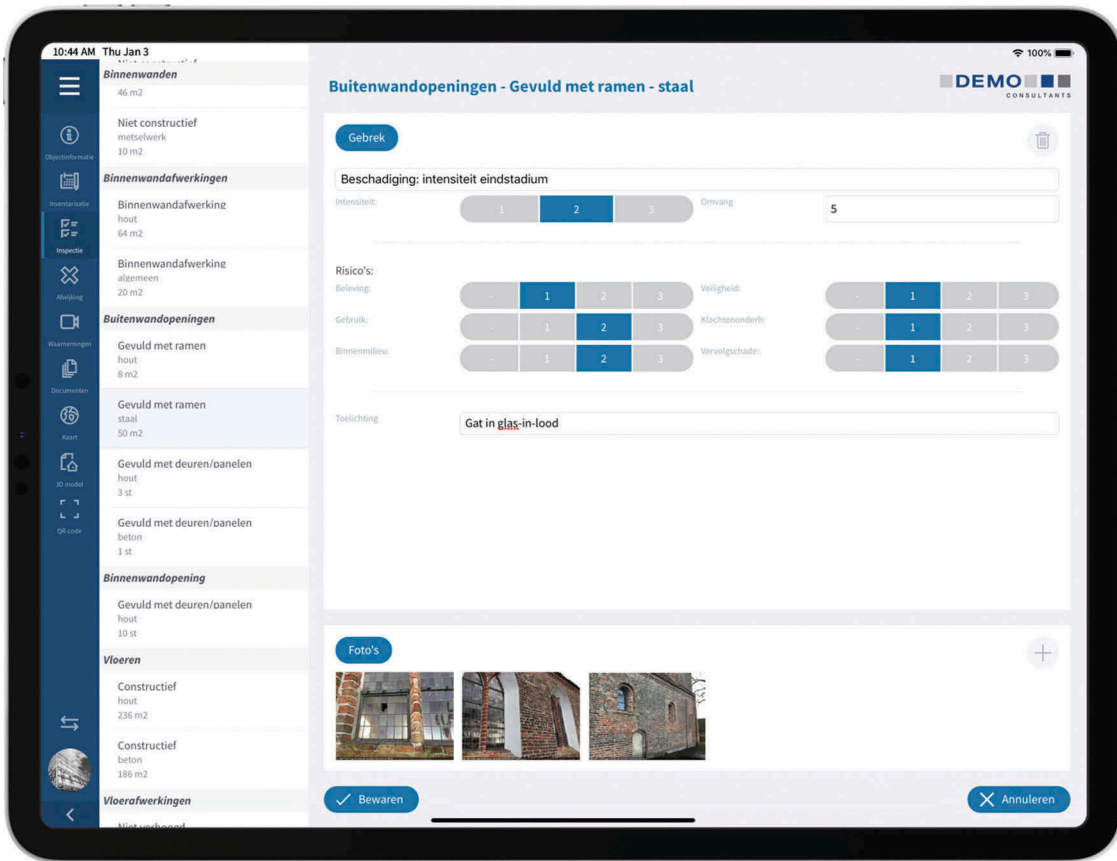 10:44 AM Thu Jan 3
100%
Objectinformatie
Inventarisatie
Inspectie
Afwijking
Waarnemingen
Documenten
Kaart
3D model
QR-code
Niet constructief
Binnenwanden
46 m2
Niet constructief
metselwerk
10 m2
Binnenwandafwerkingen
Binnenwandafwerking
hout
64 m2
Binnenwandafwerking
algemeen
20 m2
Buitenwandopeningen
Gevuld met ramen
hout
8 m2
Gevuld met ramen
staal
50 m2
Gevuld met deuren/panelen
hout
3 st
Gevuld met deuren/panelen
beton
1 st
Binnenwandopening
Gevuld met deuren/panelen
hout
10 st
Vloeren
Constructief
hout
236 m2
Constructief
beton
186 m2
Vloerafwerkingen
Niet verhoogd
Buitenwandopeningen - Gevuld met ramen - staal
DEMO
CONSULTANTS
Gebrek
Beschadiging: intensiteit eindstadium
Intensiteit: 1 2 3 Omvang 5
Risico's:
Beleving: - 1 2 3 Veiligheid: - 1 2 3
Gebruik: - 1 2 3 Klachtenonderh: - 1 2 3
Binnenmilieu: - 1 2 3 Vervolgschade: - 1 2 3
Toelichting Gat in glas-in-lood
Foto's
Bewaren
Annuleren